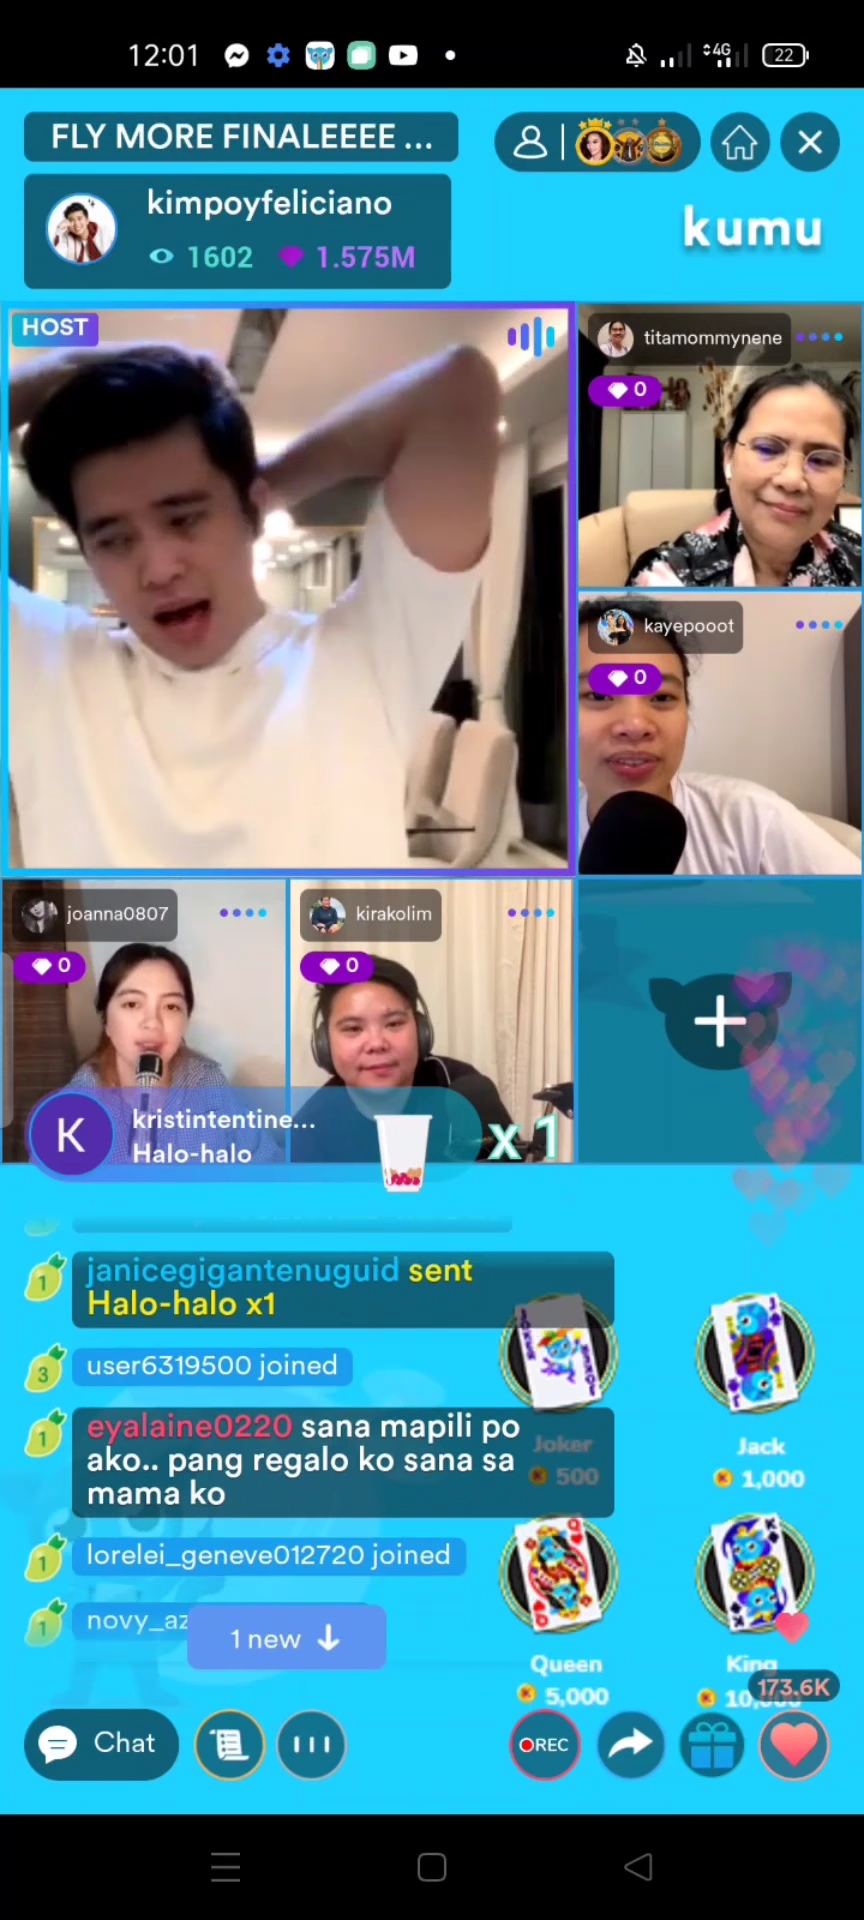 12:01
4G
22
FLY MORE FINALEEEE ...
kimpoyfeliciano
1602
1.575M
kumu
HOST
titamommynene
0
kayepooot
0
joanna0807
0
kirakolim
0
K
kristintentine...
Halo-halo
x 1
1
janicegigantenuguid sent
Halo-halo x1
3
user6319500 joined
1
eyalaine0220 sana mapili po
ako.. pang regalo ko sana sa
mama ko
1
lorelei_geneve012720 joined
1
novy_az
1 new
Joker
500
Jack
1,000
Queen
5,000
King
173.6K
Chat
REC